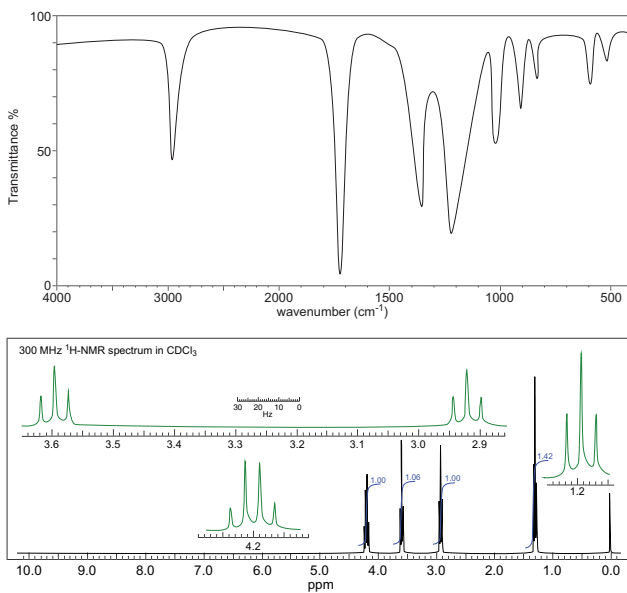 100
50
0
Transmittance %
4000 3000 2000 1500 1000 500
wavenumber (cm-1)
300 MHz 1H-NMR spectrum in CDCl3
30 20 10 0
Hz
3.6 3.5 3.4 3.3 3.2 3.1 3.0 2.9
1.2
4.2
1.00 1.06 1.00 1.42
10.0 9.0 8.0 7.0 6.0 5.0 4.0 3.0 2.0 1.0 0.0
ppm